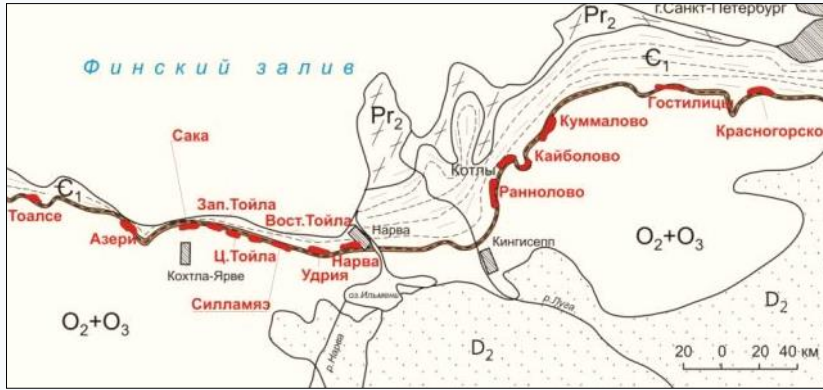 г.Санкт-Петербург
Pr2
Финский залив
Є1
Гостилицы
Pr2
Куммалово
Красногорско
Сака
Кайболово
Котлы
Є1
Раннолово
Зап.Тойла
Тоалсе
Вост.Тойла
Нарва
Азери
O2+O3
Ц.Тойла
Нарва
Кингисепп
Кохтла-Ярве
Удрия
Силламяэ
оз.Ильмянь
р.Луга
D2
O2+O3
р.Нарва
D2
20 0 20 40 км